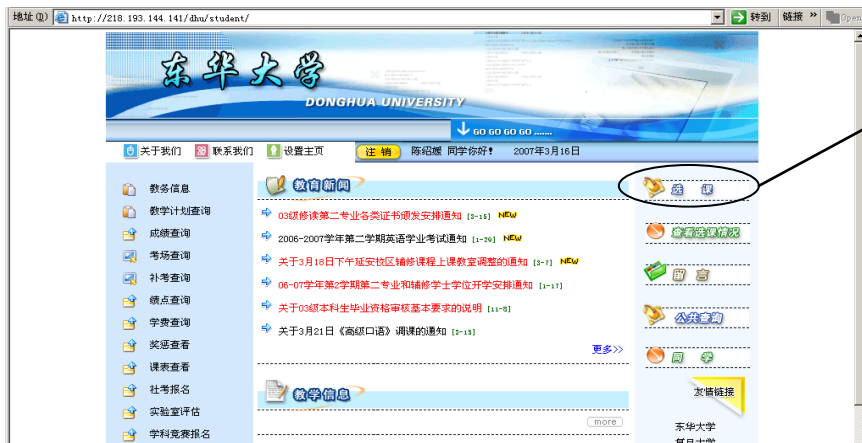 地址(D) http://218.193.144.141/dhu/student/ 转到 链接 » Open
东华大学
DONGHUA UNIVERSITY
GO GO GO GO ......
关于我们 联系我们 设置主页 注 销 陈绍媛 同学你好! 2007年3月16日
教务信息
教学计划查询
成绩查询
考场查询
补考查询
绩点查询
学费查询
奖惩查看
课表查看
社考报名
实验室评估
学科竞赛报名
教育新闻
03级修读第二专业各类证书颁发安排通知 [3-15] NEW
2006-2007学年第二学期英语学业考试通知 [1-29] NEW
关于3月18日下午延安校区辅修课程上课教室调整的通知 [3-7] NEW
06-07学年第2学期第二专业和辅修学士学位开学安排通知 [1-17]
关于03级本科生毕业资格审核基本要求的说明 [11-8]
关于3月21日《高级口语》调课的通知 [3-13]
更多>>
教学信息
more
选 课
查看选课情况
留 言
公共查询
同 学
友情链接
东华大学
复旦大学